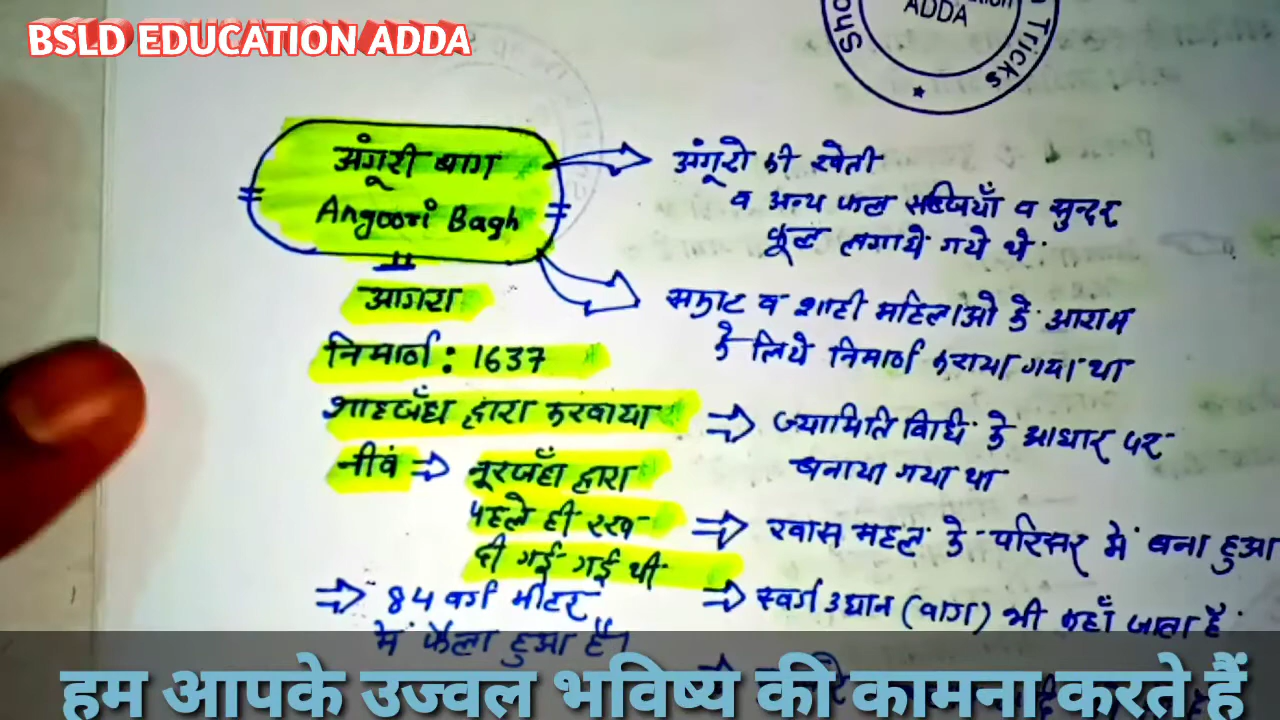 BSLD EDUCATION ADDA
ADDA
Tricks
अंगूरी बाग
Angoori Bagh
आगरा
निमार्ण : 1637
शाहजँहा द्वारा करवाया
नीवं ⇒ नूरजँहा द्वारा
पहले ही रख
दी गई गई थी
⇒ 84 वर्ग मीटर
में फैला हुआ है।
अंगूरो की खेती
व अन्य फल सब्जियाँ व सुन्दर
फूल लगाये गये थे
सम्राट व शाही महिलाओ के आराम
के लिये निमार्ण कराया गया था
⇒ ज्यामिति विधि के आधार पर
बनाया गया था
⇒ खास महल के परिसर में बना हुआ
⇒ स्वर्ग उद्यान (बाग) भी कहाँ जाता है
हम आपके उज्वल भविष्य की कामना करते हैं